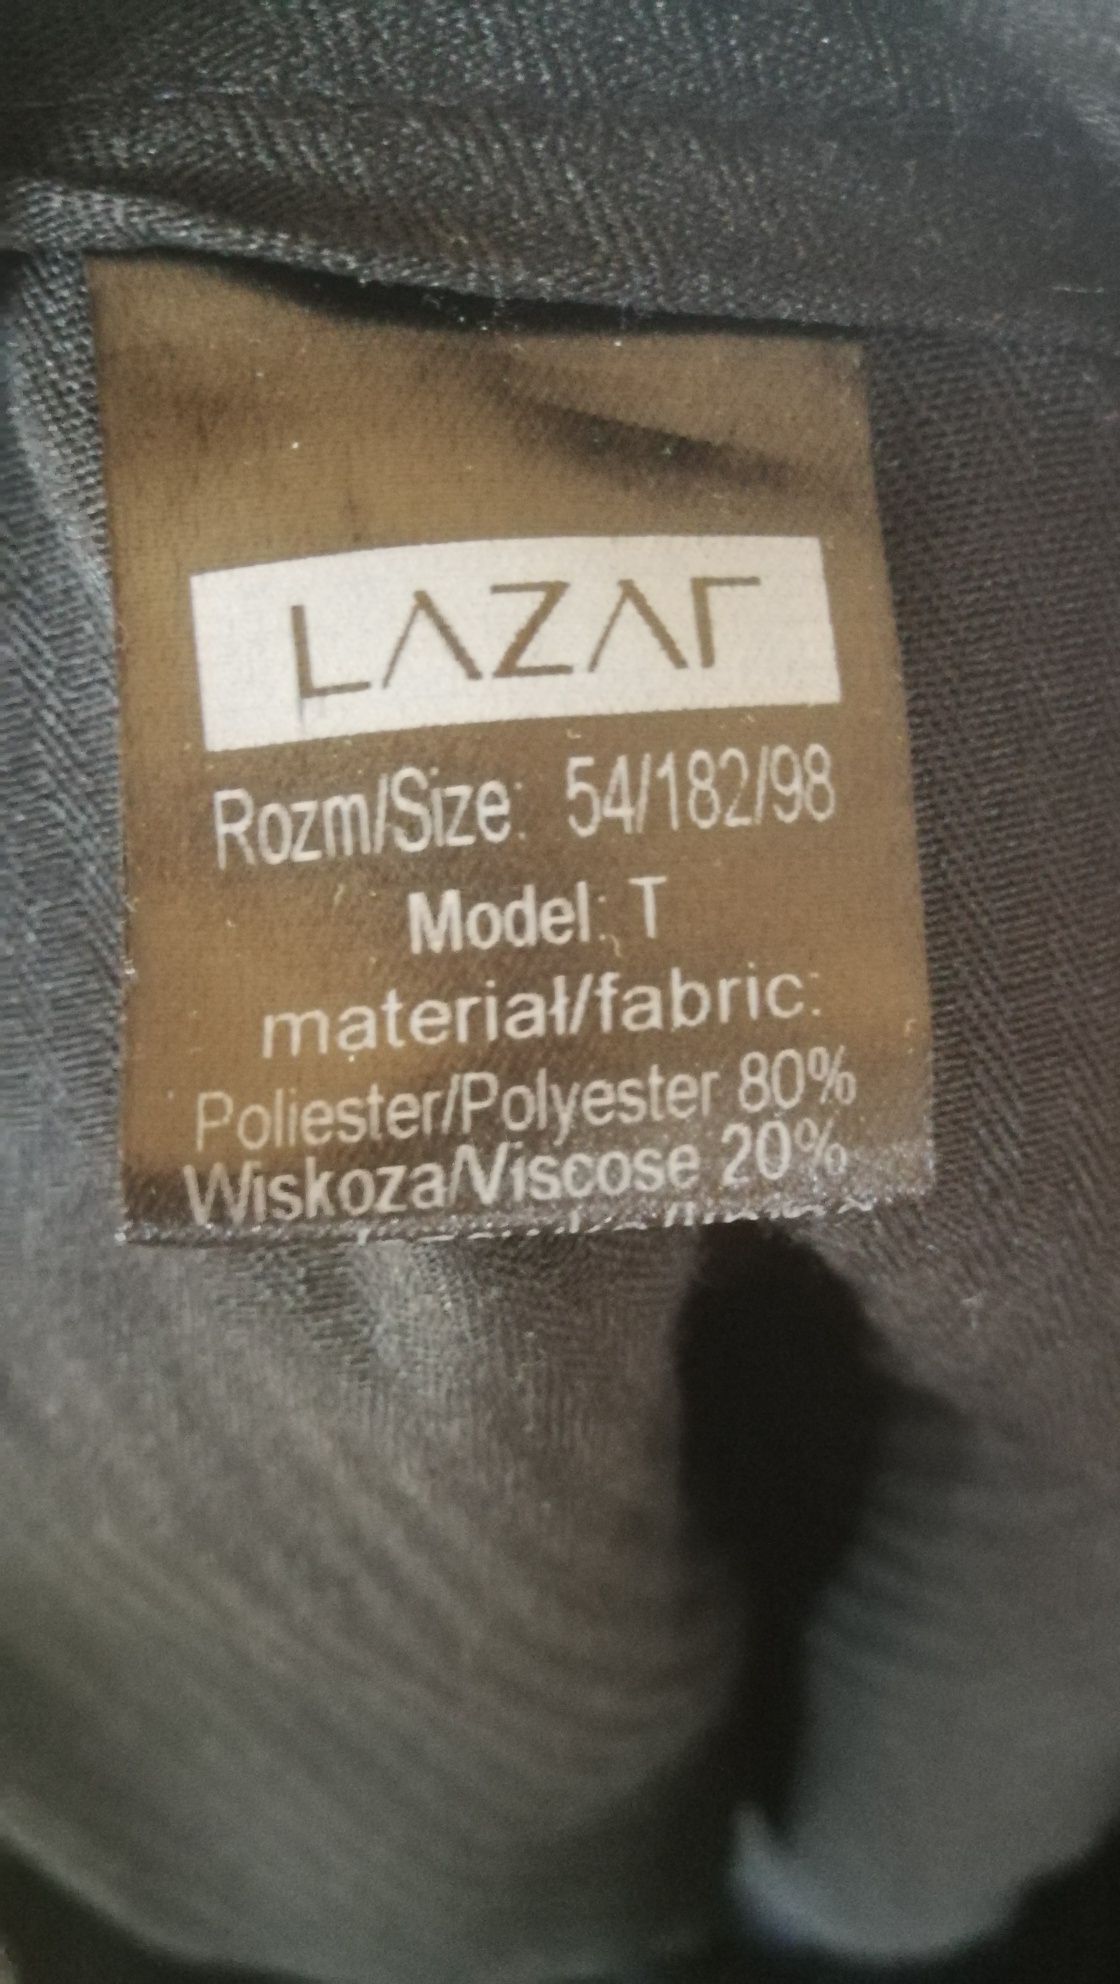 LAZAR
Rozm/Size: 54/182/98
Model: T
materiał/fabric:
Poliester/Polyester 80%
Wiskoza/Viscose 20%